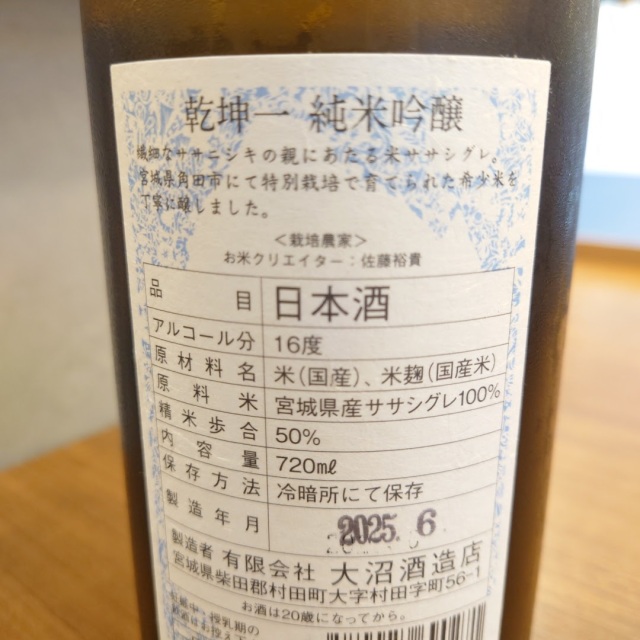 乾坤一 純米吟醸
繊細なササニシキの親にあたる米ササシグレ。
宮城県角田市にて特別栽培で育てられた希少米を
丁寧に醸しました。
<栽培農家>
お米クリエイター：佐藤裕貴
品目 日本酒
アルコール分 16度
原材料名 米(国産)、米麹(国産米)
原料米 宮城県産ササシグレ100%
精米歩合 50%
内容量 720mℓ
保存方法 冷暗所にて保存
製造年月 2025. 6
製造者 有限会社 大沼酒造店
宮城県柴田郡村田町大字村田字町56-1
お酒は20歳になってから。
授乳期の